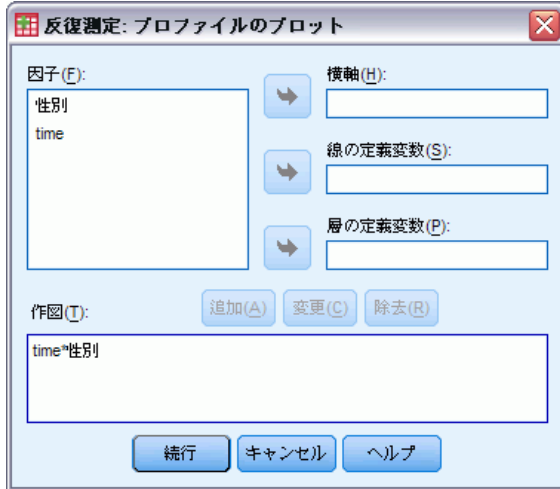 反復測定: プロファイルのプロット
因子(F):
性別
time
横軸(H):
線の定義変数(S):
層の定義変数(P):
作図(T):
追加(A)
変更(C)
除去(R)
time*性別
続行
キャンセル
ヘルプ